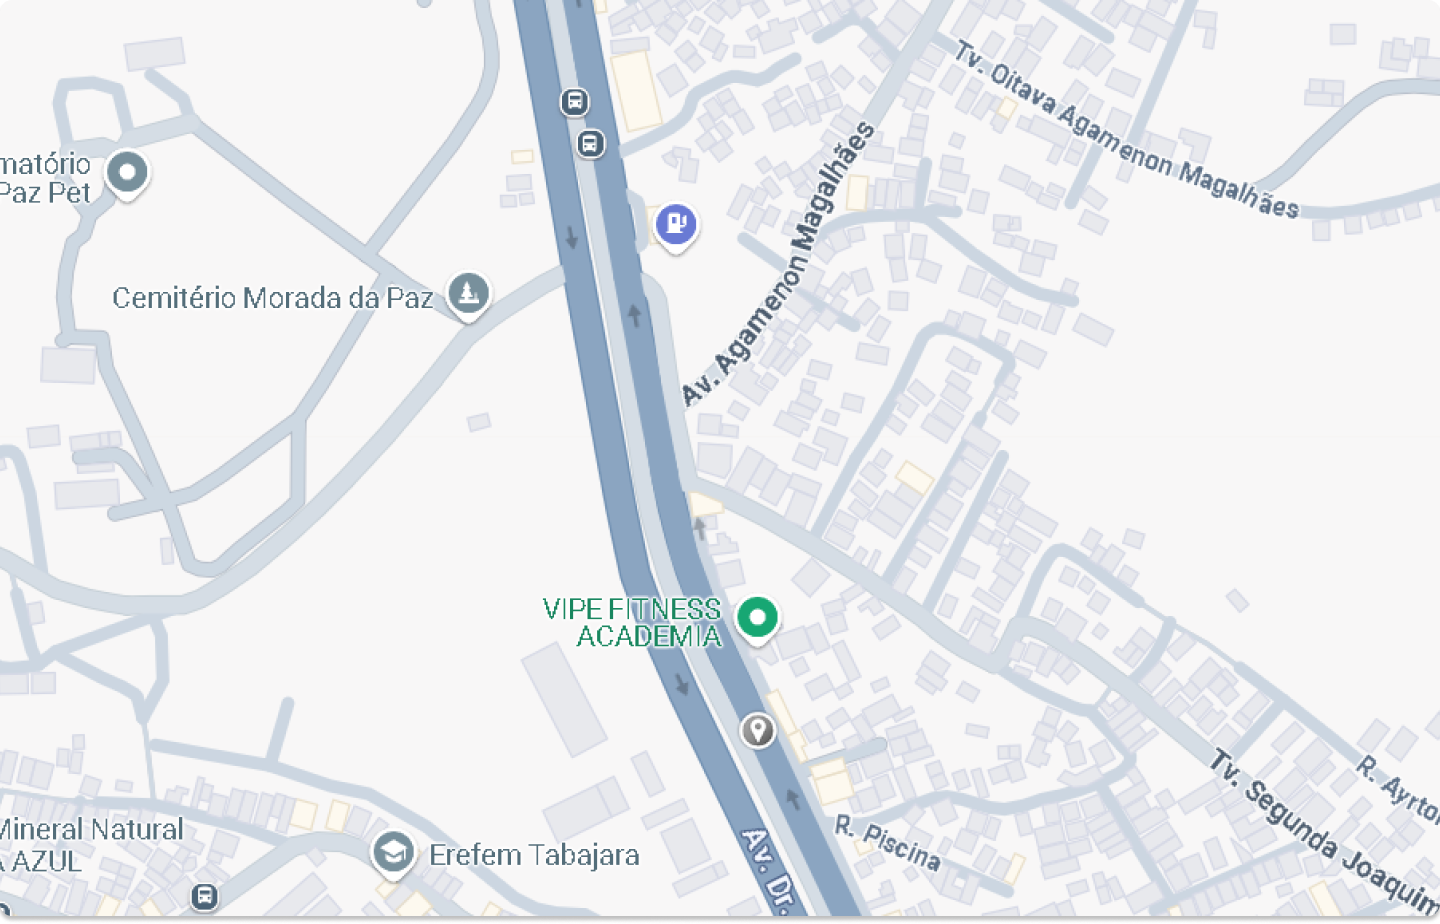 Tv. Oitava Agamenon Magalhães
Av. Agamenon Magalhães
matório
Paz Pet
Cemitério Morada da Paz
VIPE FITNESS
ACADEMIA
Av. Dr.
R. Piscina
Tv. Segunda Joaquim
R. Ayrto
Mineral Natural
AZUL
Erefem Tabajara